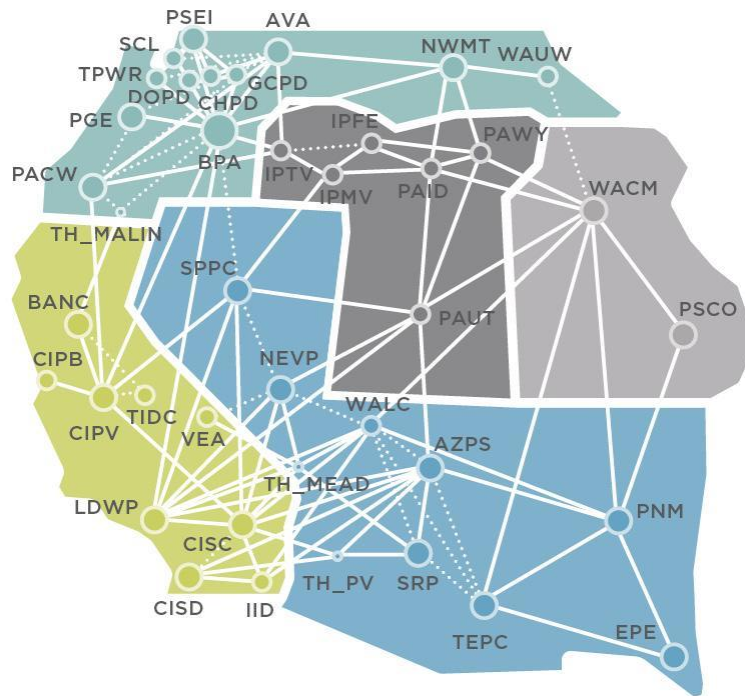 PSEI
AVA
SCL
NWMT
WAUW
TPWR
DOPD
GCPD
CHPD
PGE
BPA
IPFE
PAWY
IPTV
IPMV
PAID
PACW
WACM
TH_MALIN
SPPC
BANC
PAUT
PSCO
CIPB
NEVP
TIDC
WALC
CIPV
VEA
AZPS
TH_MEAD
LDWP
PNM
CISC
TH_PV
SRP
CISD
IID
TEPC
EPE